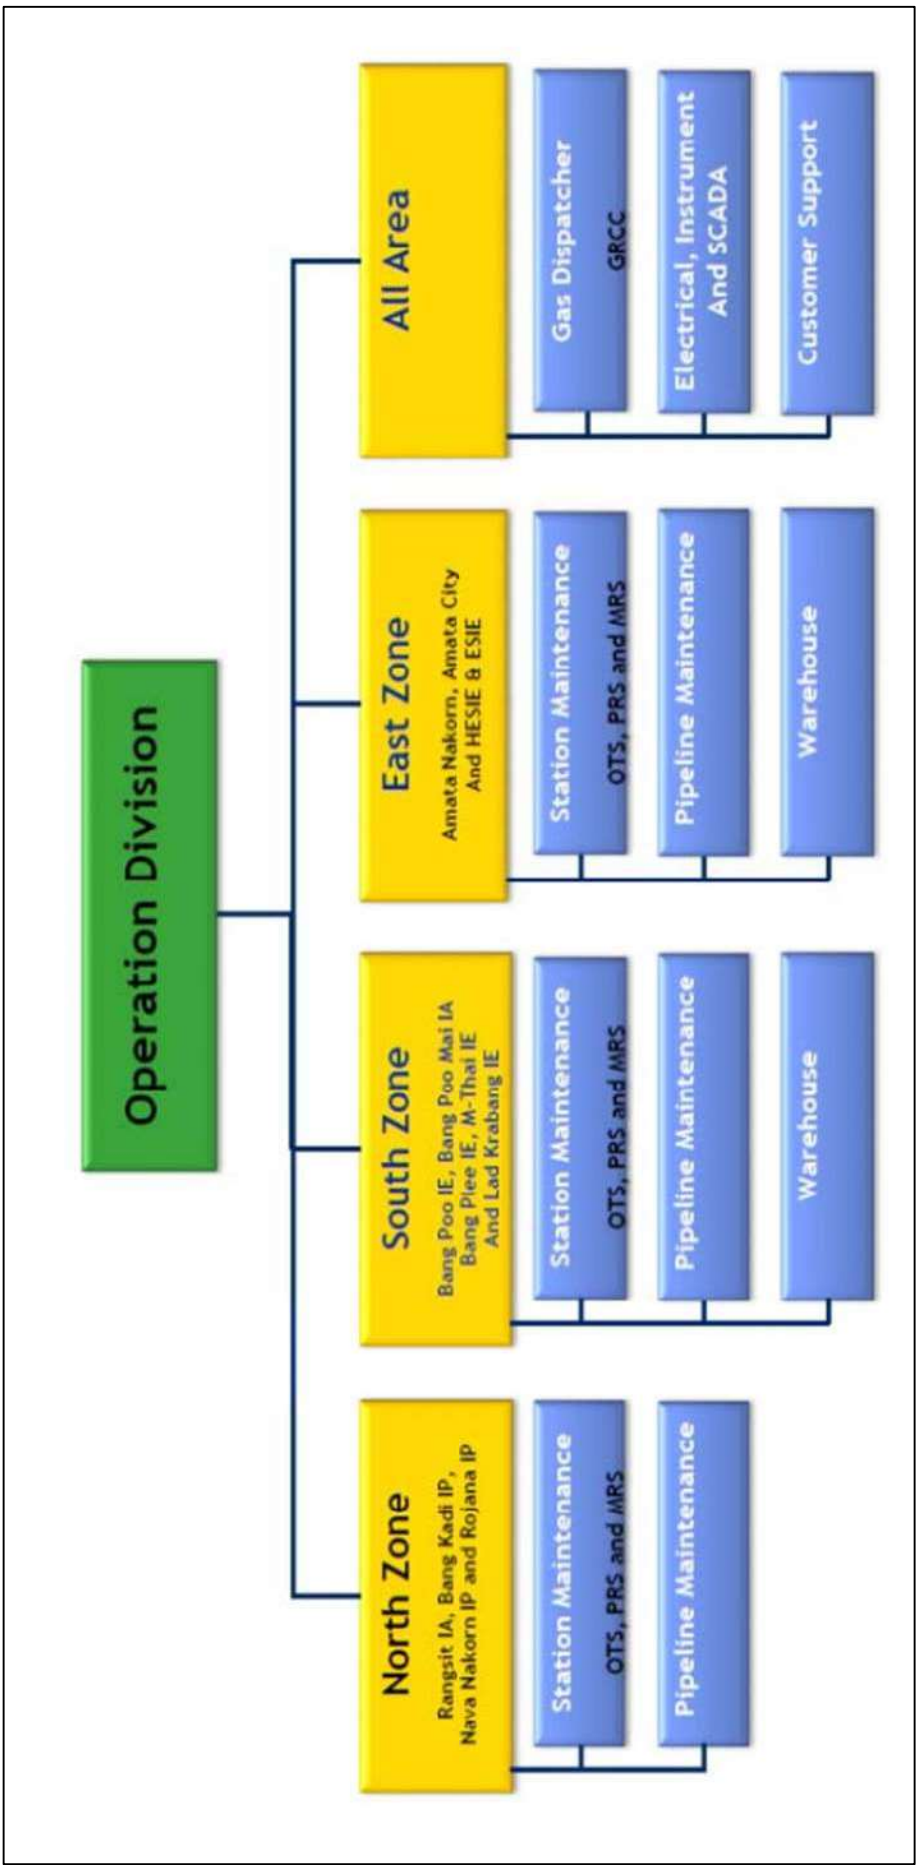 Operation Division
North Zone
Rangsit IA, Bang Kadi IP,
Nava Nakorn IP and Rojana IP
Station Maintenance
OTS, PRS and MRS
Pipeline Maintenance
South Zone
Bang Poo IE, Bang Poo Mai IA
Bang Plee IE, M-Thai IE
And Lad Krabang IE
Station Maintenance
OTS, PRS and MRS
Pipeline Maintenance
Warehouse
East Zone
Amata Nakorn, Amata City
And HESIE & ESIE
Station Maintenance
OTS, PRS and MRS
Pipeline Maintenance
Warehouse
All Area
Gas Dispatcher
GRCC
Electrical, Instrument
And SCADA
Customer Support